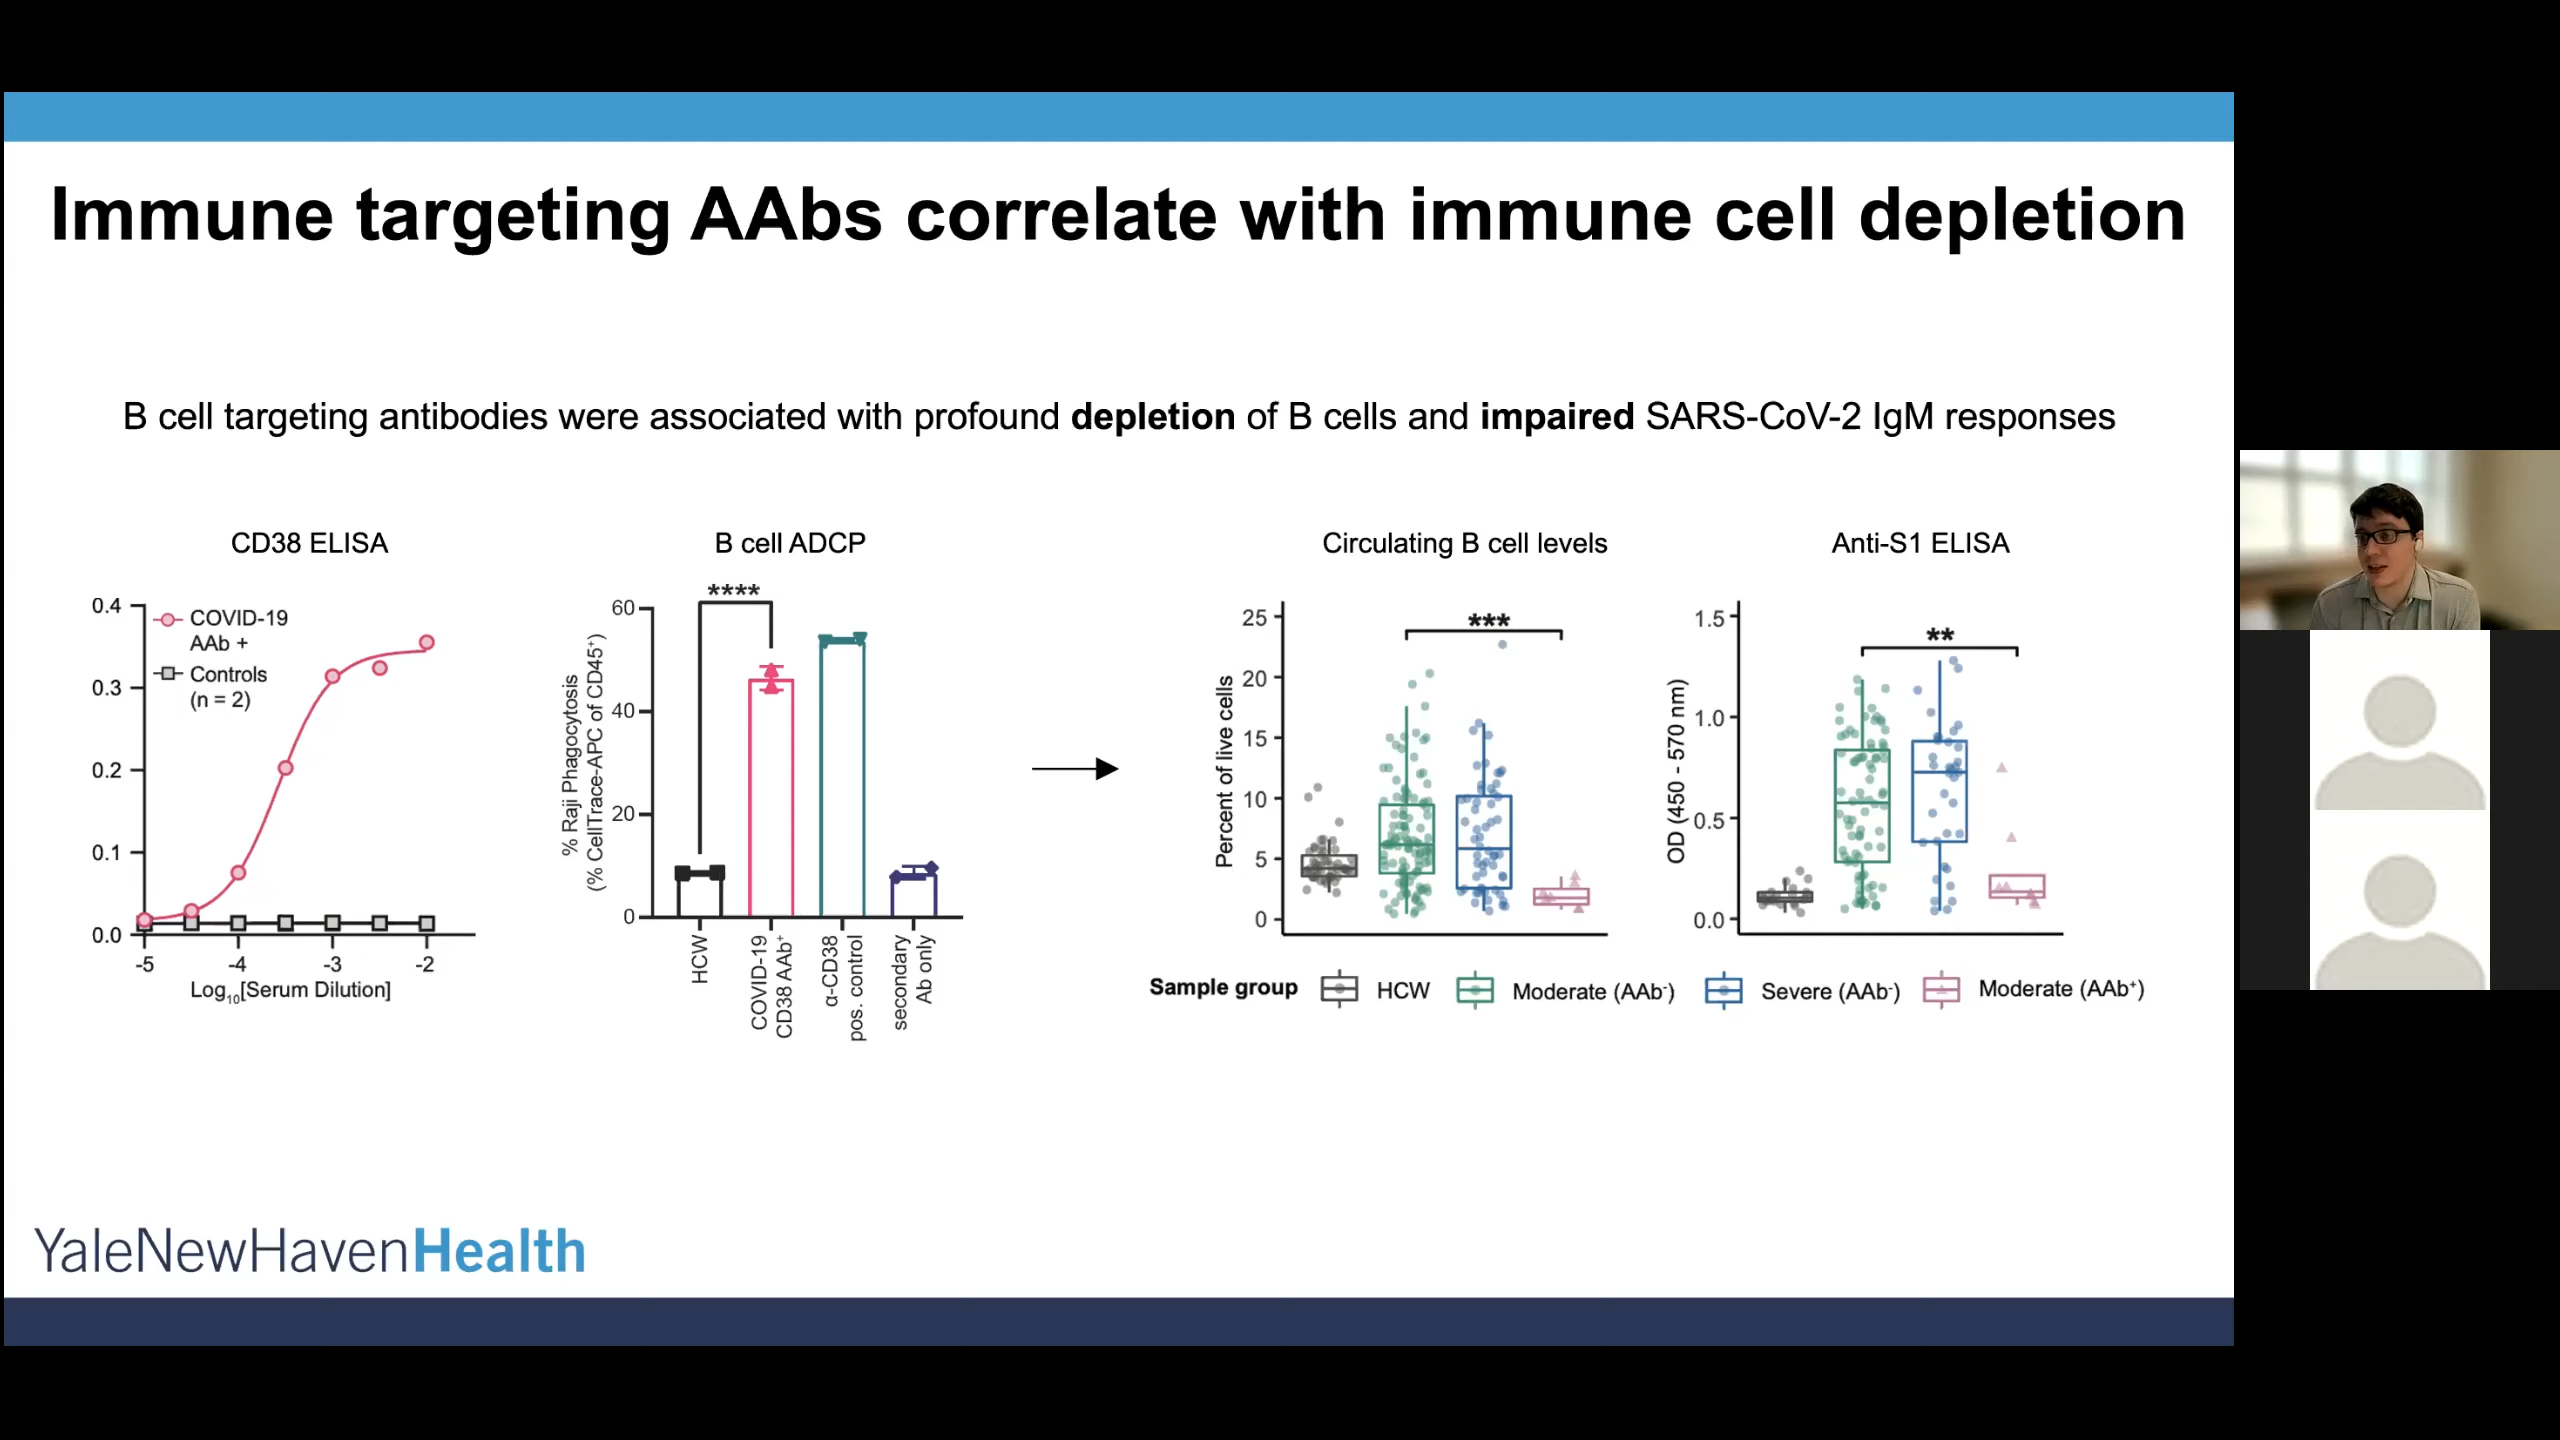 Immune targeting AAbs correlate with immune cell depletion
B cell targeting antibodies were associated with profound depletion of B cells and impaired SARS-CoV-2 IgM responses
CD38 ELISA
0.4
0.3
0.2
0.1
0.0
COVID-19
AAb +
Controls
(n = 2)
-5
-4
-3
-2
Log10[Serum Dilution]
B cell ADCP
% Raji Phagocytosis
(% CellTrace-APC of CD45+)
60
40
20
0
****
HCW
COVID-19
CD38 AAb+
α-CD38
pos. control
secondary
Ab only
Circulating B cell levels
Percent of live cells
25
20
15
10
5
0
***
Anti-S1 ELISA
OD (450 - 570 nm)
1.5
1.0
0.5
0.0
**
Sample group
HCW
Moderate (AAb-)
Severe (AAb-)
Moderate (AAb+)
YaleNewHavenHealth